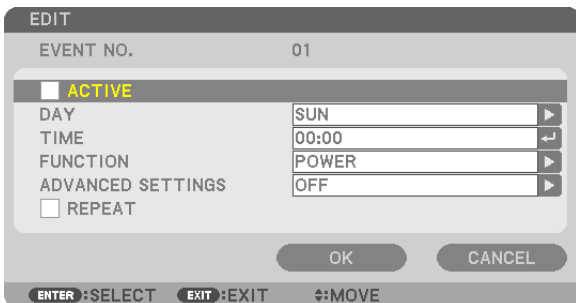 EDIT
EVENT NO. 01
ACTIVE
DAY SUN
TIME 00:00
FUNCTION POWER
ADVANCED SETTINGS OFF
REPEAT
OK CANCEL
ENTER :SELECT EXIT :EXIT :MOVE